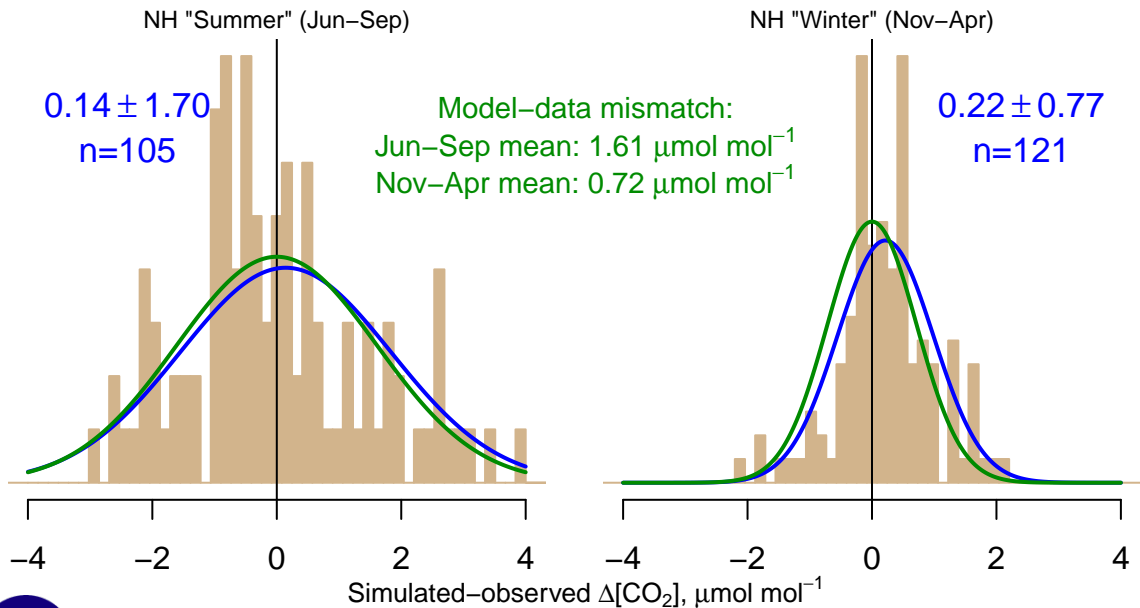 NH "Summer" (Jun−Sep)
NH "Winter" (Nov−Apr)
0.14 ± 1.70
n=105
Model−data mismatch:
Jun−Sep mean: 1.61 μmol mol⁻¹
Nov−Apr mean: 0.72 μmol mol⁻¹
0.22 ± 0.77
n=121
−4 −2 0 2 4
−4 −2 0 2 4
Simulated−observed Δ[CO₂], μmol mol⁻¹